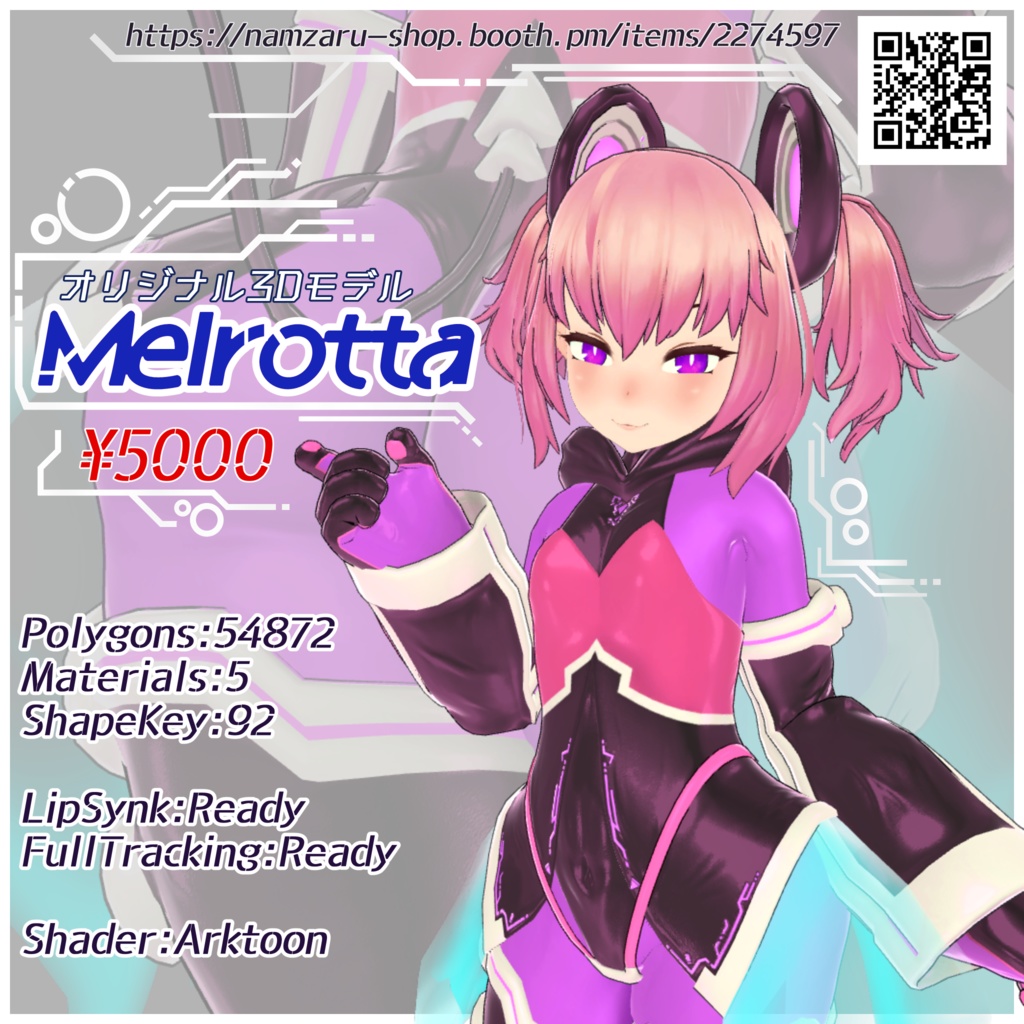 https://namzaru-shop.booth.pm/items/2274597
オリジナル3Dモデル
Melrotta
¥5000
Polygons:54872
Materials:5
ShapeKey:92
LipSynk:Ready
FullTracking:Ready
Shader:Arktoon